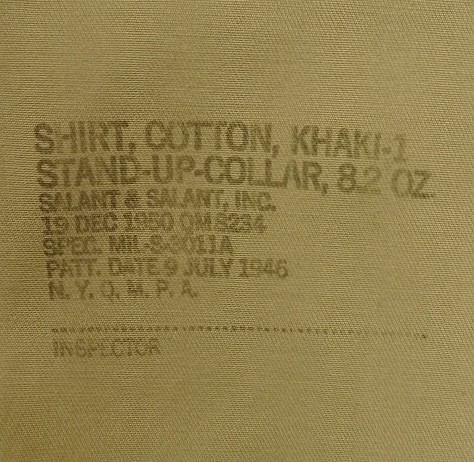 SHIRT, COTTON, KHAKI-1
STAND-UP-COLLAR, 8.2 OZ.
SALANT & SALANT, INC.
19 DEC 1950 QM 8234
SPEC. MIL-S-3011A
PATT. DATE 9 JULY 1946
N. Y. Q. M. P. A.
INSPECTOR